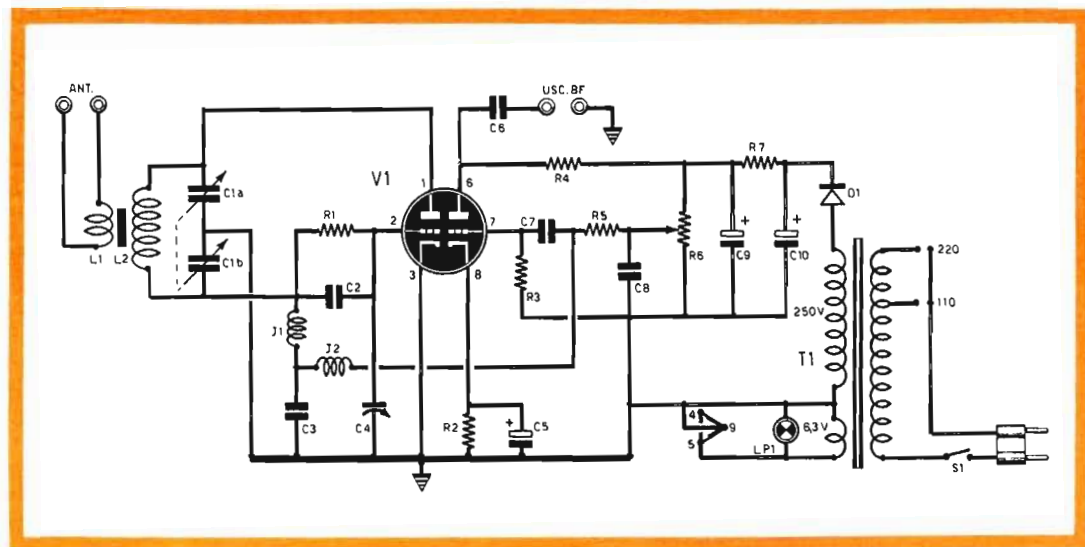 ANT.
USC. BF
C6
R7
R4
D1
V1
1
6
C1a
R1
2
7
C7
R5
R6
C9
C10
220
L1
L2
C1b
3
8
R3
C8
110
C2
J1
250V
T1
J2
C3
C4
R2
C5
4
9
5
LP1
6,3 V
S1
+
+
+